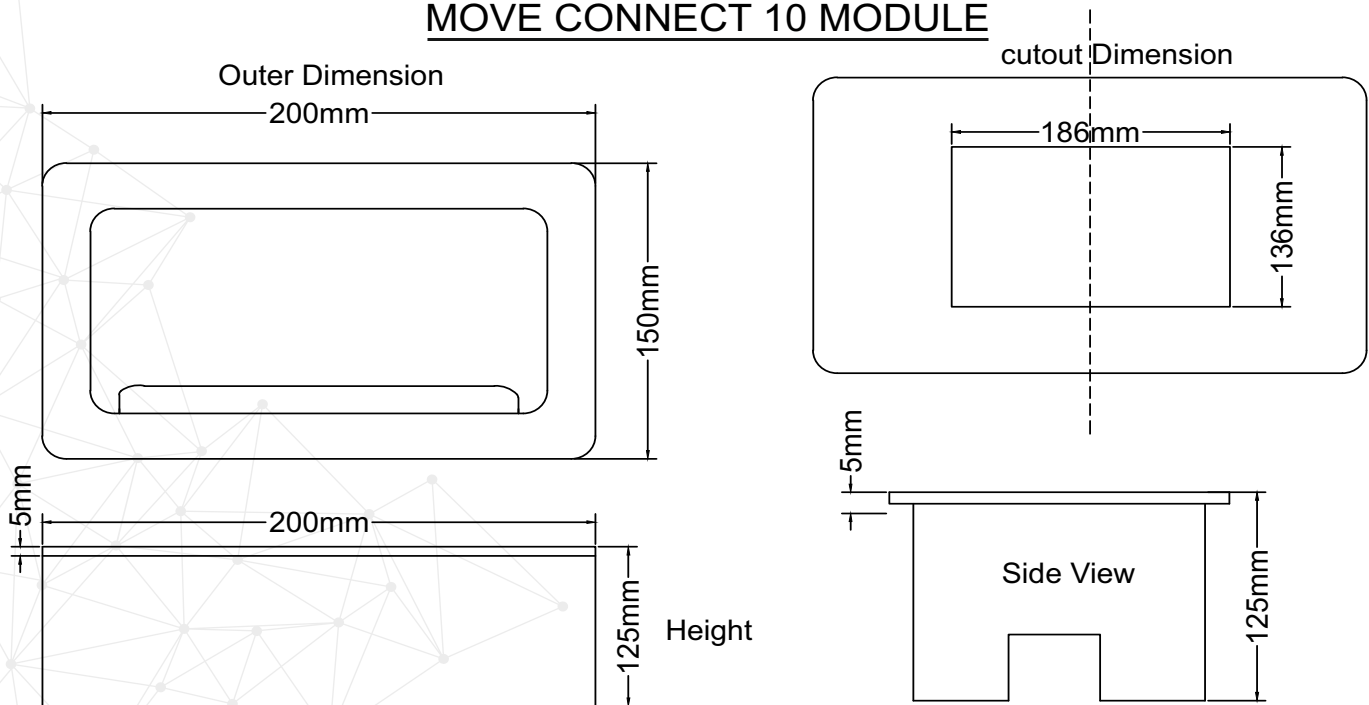 MOVE CONNECT 10 MODULE
Outer Dimension
200mm
150mm
cutout Dimension
186mm
136mm
5mm
200mm
125mm
Height
5mm
Side View
125mm